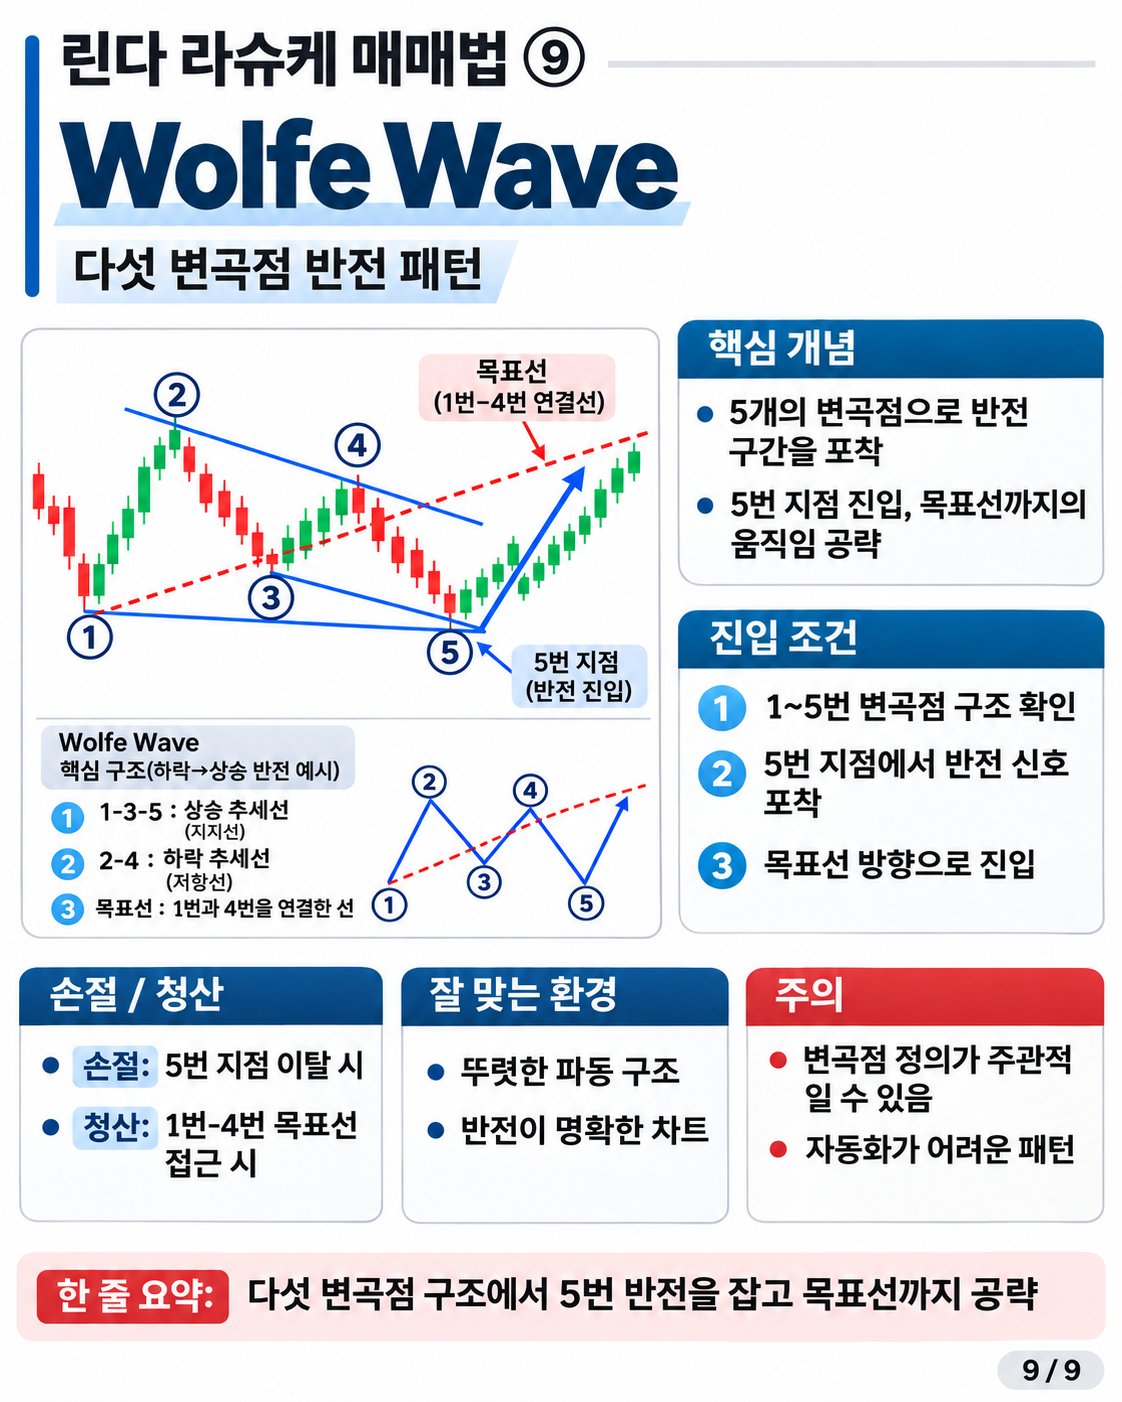 린다 라슈케 매매법 ⑨
Wolfe Wave
다섯 변곡점 반전 패턴
목표선
(1번-4번 연결선)
②
④
③
①
⑤
5번 지점
(반전 진입)
Wolfe Wave
핵심 구조(하락→상승 반전 예시)
1 1-3-5 : 상승 추세선
(지지선)
2 2-4 : 하락 추세선
(저항선)
3 목표선 : 1번과 4번을 연결한 선
②
④
③
①
⑤
핵심 개념
• 5개의 변곡점으로 반전
구간을 포착
• 5번 지점 진입, 목표선까지의
움직임 공략
진입 조건
1 1~5번 변곡점 구조 확인
2 5번 지점에서 반전 신호
포착
3 목표선 방향으로 진입
손절 / 청산
• 손절: 5번 지점 이탈 시
• 청산: 1번-4번 목표선
접근 시
잘 맞는 환경
• 뚜렷한 파동 구조
• 반전이 명확한 차트
주의
• 변곡점 정의가 주관적
일 수 있음
• 자동화가 어려운 패턴
한 줄 요약: 다섯 변곡점 구조에서 5번 반전을 잡고 목표선까지 공략
9 / 9